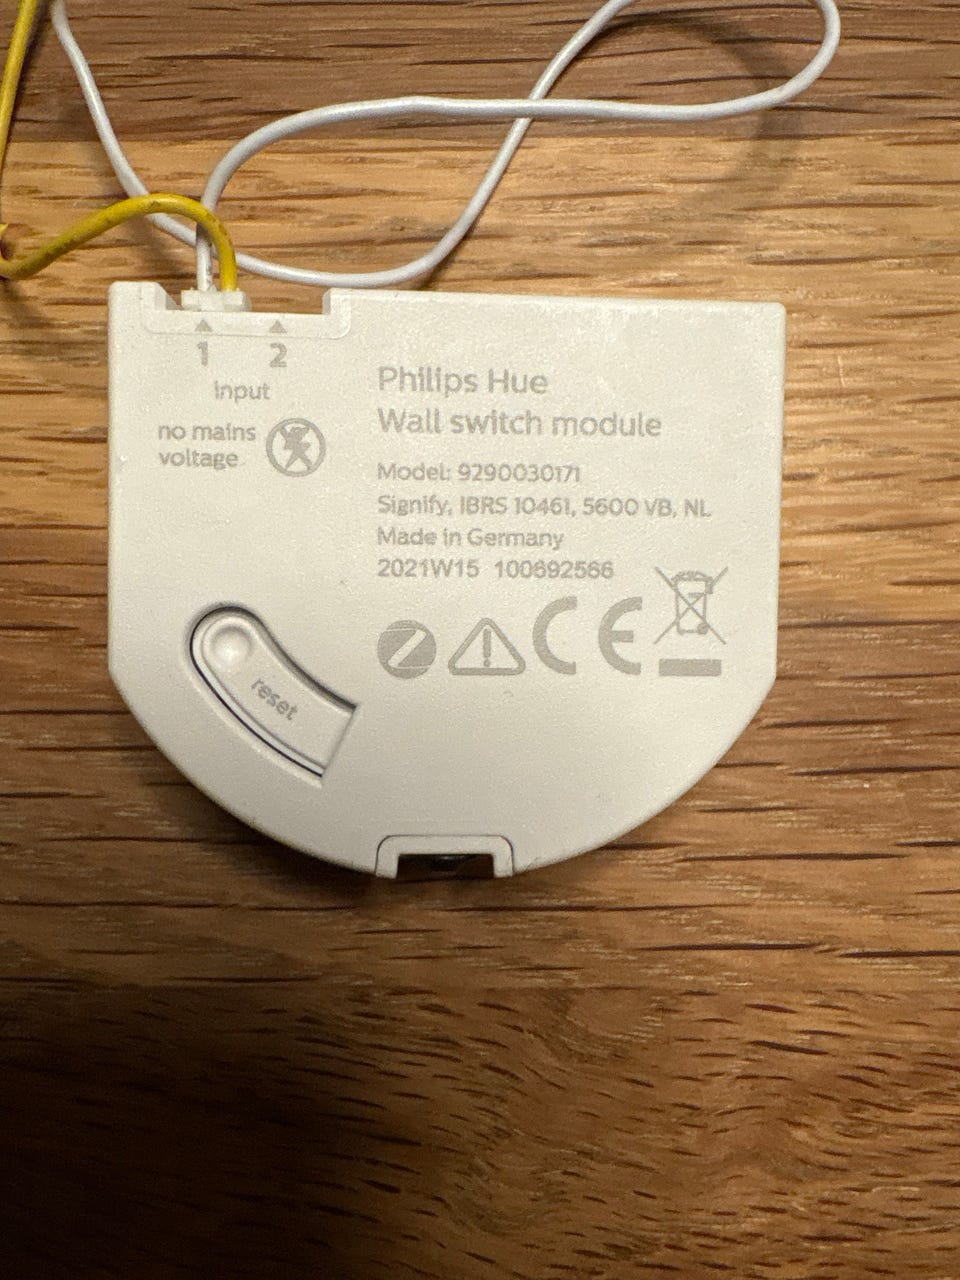 1 2
input
no mains
voltage
Philips Hue
Wall switch module
Model: 9290030171
Signify, IBRS 10461, 5600 VB, NL
Made in Germany
2021W15 100692566
CE
reset